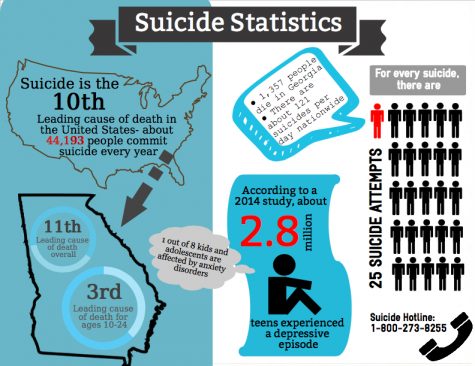 Suicide Statistics
Suicide is the
10th
Leading cause of death in
the United States- about
44,193 people commit
suicide every year
11th
Leading cause
of death
overall
3rd
Leading cause
of death for
ages 10-24
1 out of 8 kids and
adolescents are
affected by anxiety
disorders
• 1,357 people
die in Georgia
• There are
about 121
suicides per
day nationwide
According to a
2014 study, about
2.8
million
teens experienced
a depressive
episode
For every suicide,
there are
25 SUICIDE ATTEMPTS
Suicide Hotline:
1-800-273-8255